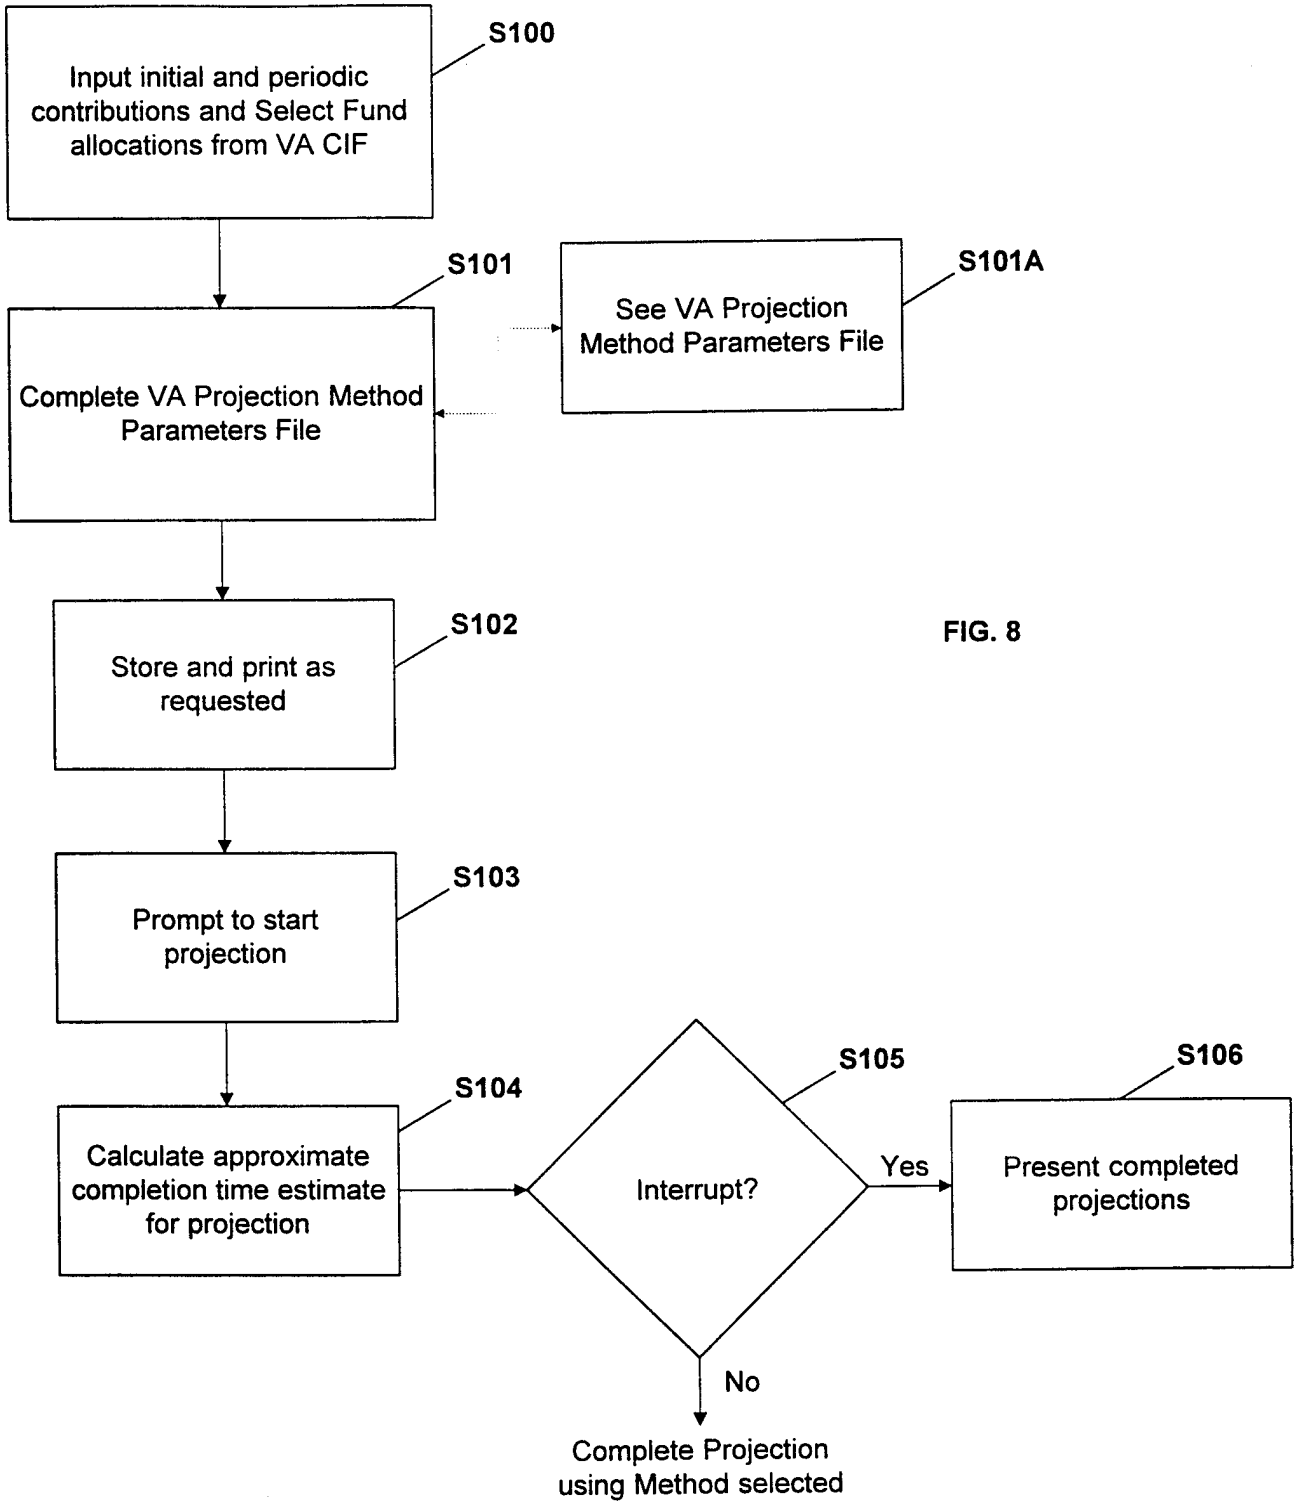 S100
Input initial and periodic
contributions and Select Fund
allocations from VA CIF
S101
S101A
See VA Projection
Method Parameters File
Complete VA Projection Method
Parameters File
S102
FIG. 8
Store and print as
requested
S103
Prompt to start
projection
S104
Calculate approximate
completion time estimate
for projection
S105
Interrupt?
Yes
S106
Present completed
projections
No
Complete Projection
using Method selected